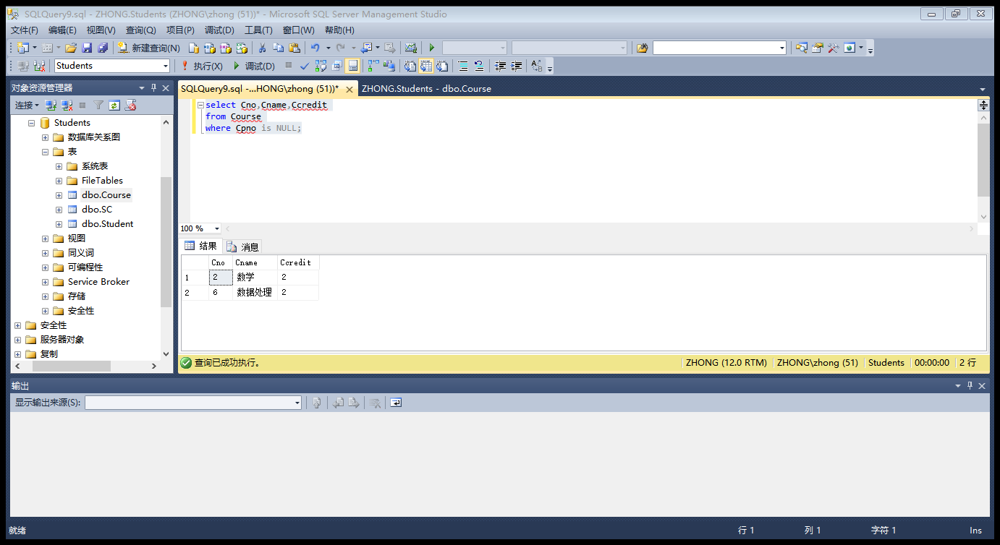 SQLQuery9.sql - ZHONG.Students (ZHONG\zhong (51))* - Microsoft SQL Server Management Studio
文件(F) 编辑(E) 视图(V) 查询(Q) 项目(P) 调试(D) 工具(T) 窗口(W) 帮助(H)
新建查询(N)
Students 执行(X) 调试(D)
对象资源管理器
连接
Students
数据库关系图
表
系统表
FileTables
dbo.Course
dbo.SC
dbo.Student
视图
同义词
可编程性
Service Broker
存储
安全性
安全性
服务器对象
复制
SQLQuery9.sql -...HONG\zhong (51))* ZHONG.Students - dbo.Course
select Cno,Cname,Ccredit
from Course
where Cpno is NULL;
100 %
结果 消息
Cno Cname Ccredit
1 2 数学 2
2 6 数据处理 2
查询已成功执行。 ZHONG (12.0 RTM) ZHONG\zhong (51) Students 00:00:00 2 行
输出
显示输出来源(S):
就绪 行 1 列 1 字符 1 Ins